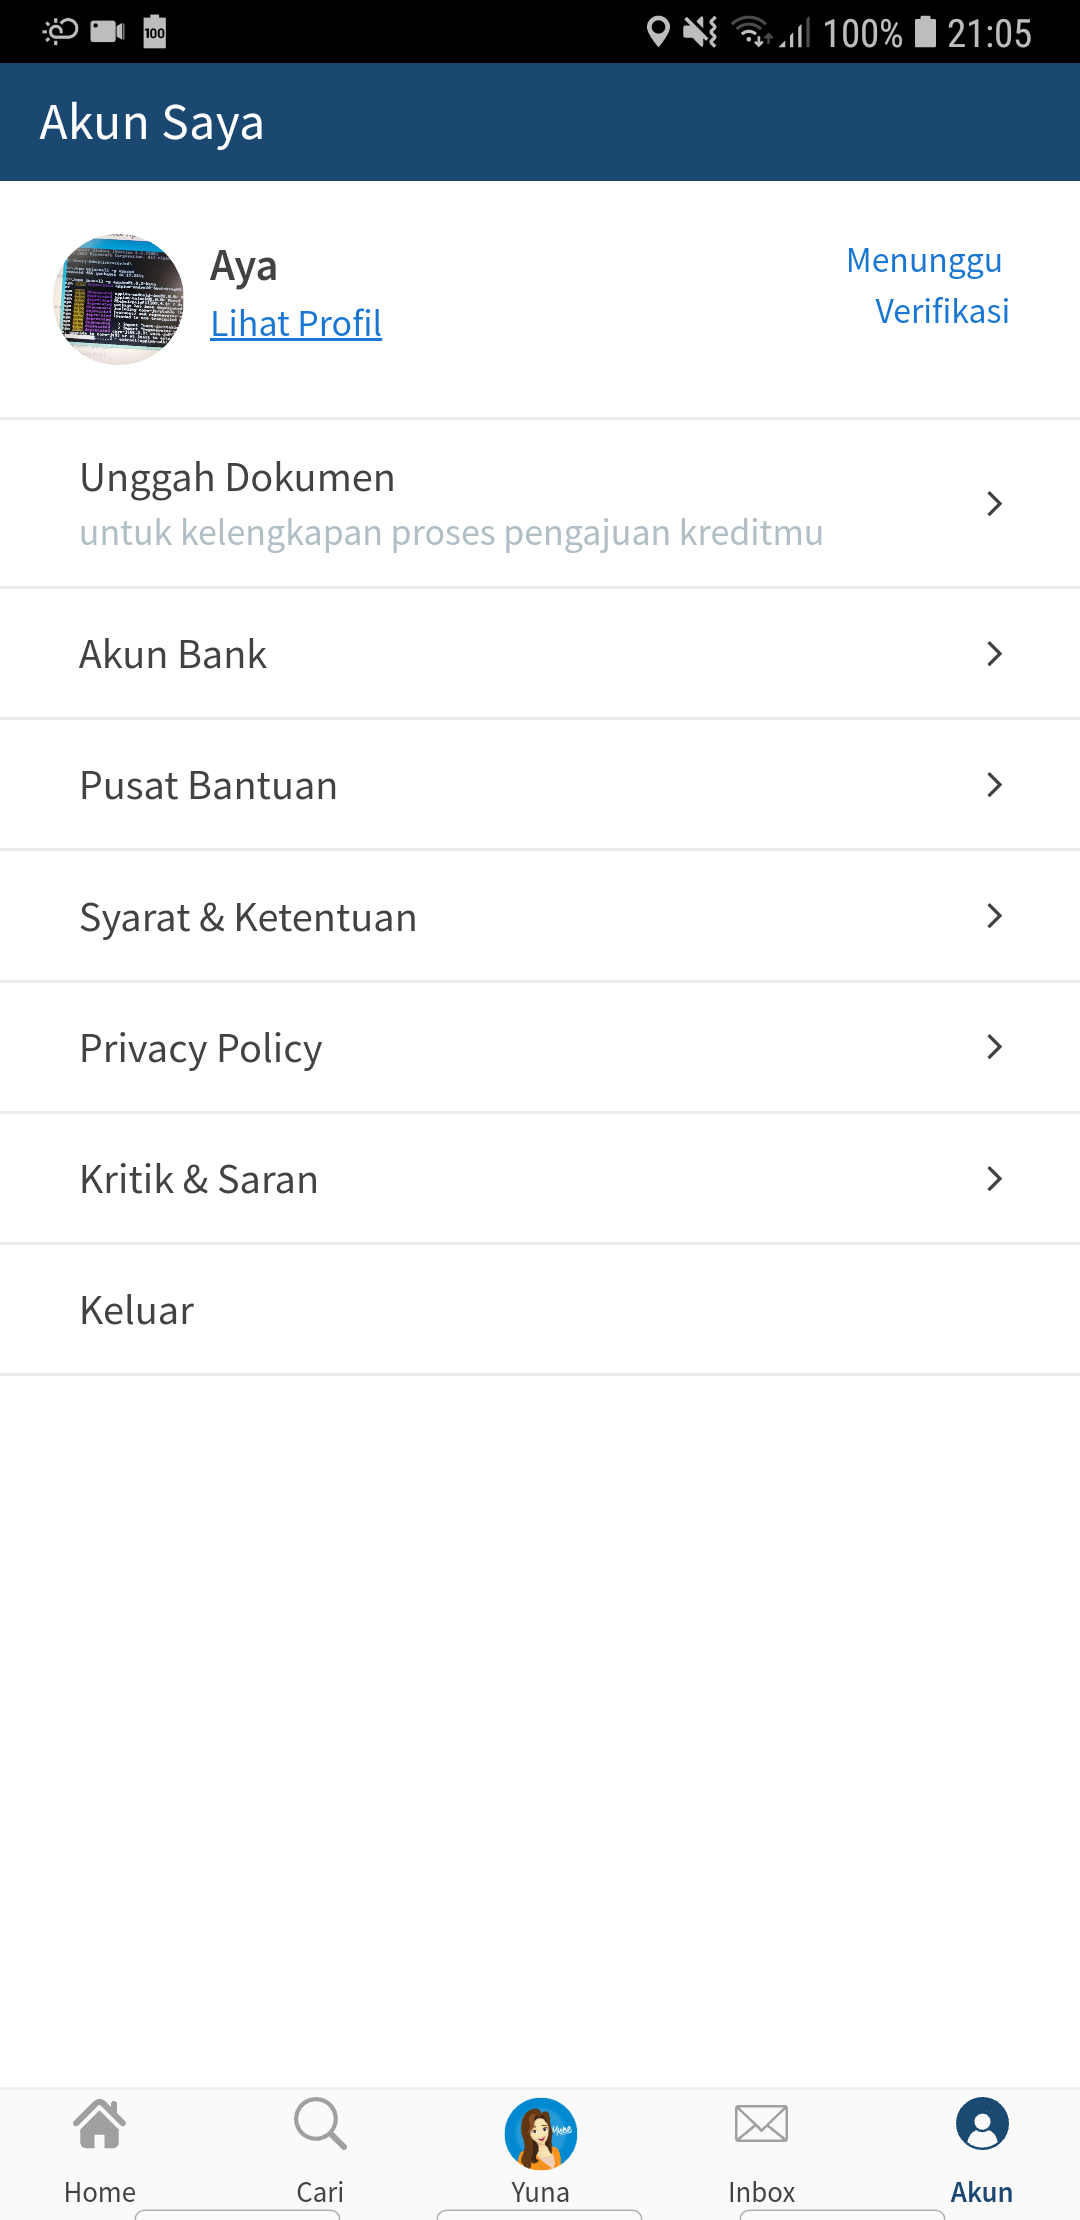 100
100%
21:05
Akun Saya
Aya
Lihat Profil
Menunggu
Verifikasi
Unggah Dokumen
untuk kelengkapan proses pengajuan kreditmu
Akun Bank
Pusat Bantuan
Syarat & Ketentuan
Privacy Policy
Kritik & Saran
Keluar
Home
Cari
Yuna
Inbox
Akun